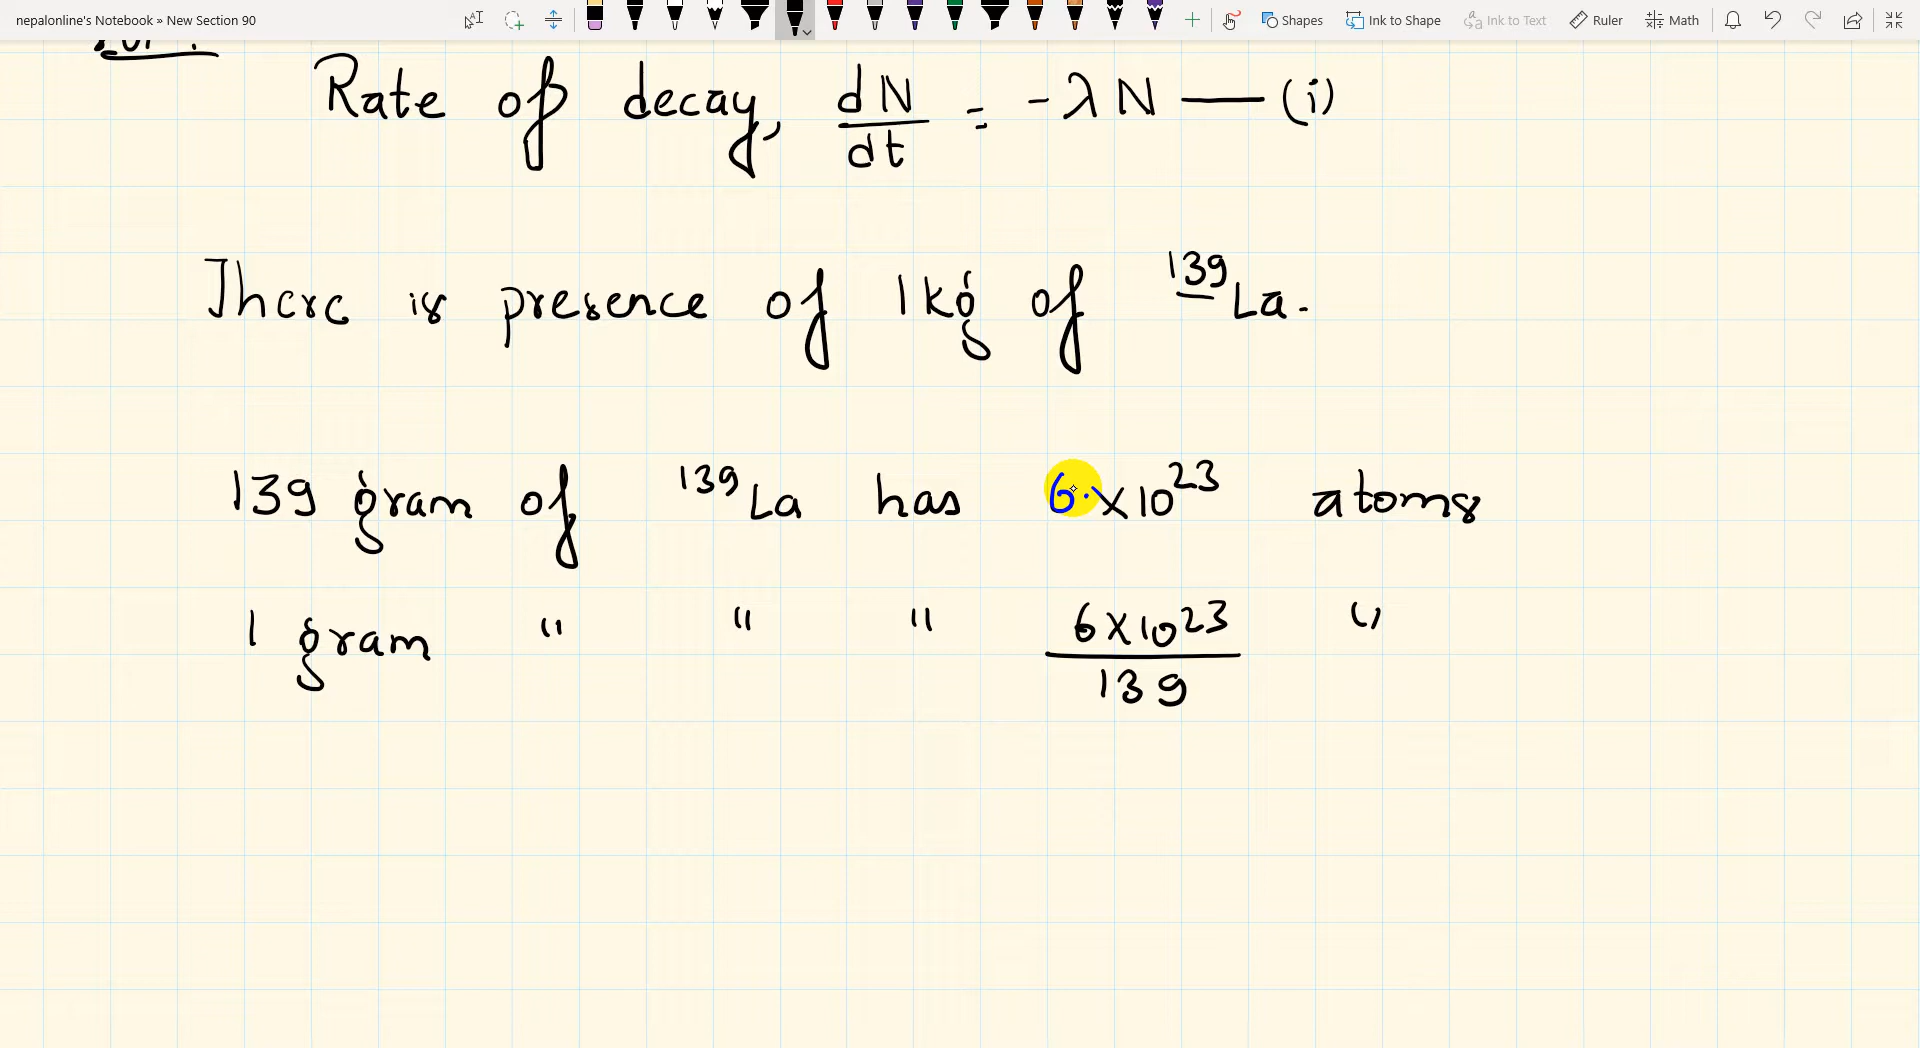 nepalonline's Notebook » New Section 90 Shapes Ink to Shape Ink to Text Ruler Math
Rate of decay, dN/dt = -λN — (i)
There is presence of 1kg of ¹³⁹La.
139 gram of ¹³⁹La has 6.×10²³ atoms
1 gram " " " 6×10²³/139 "